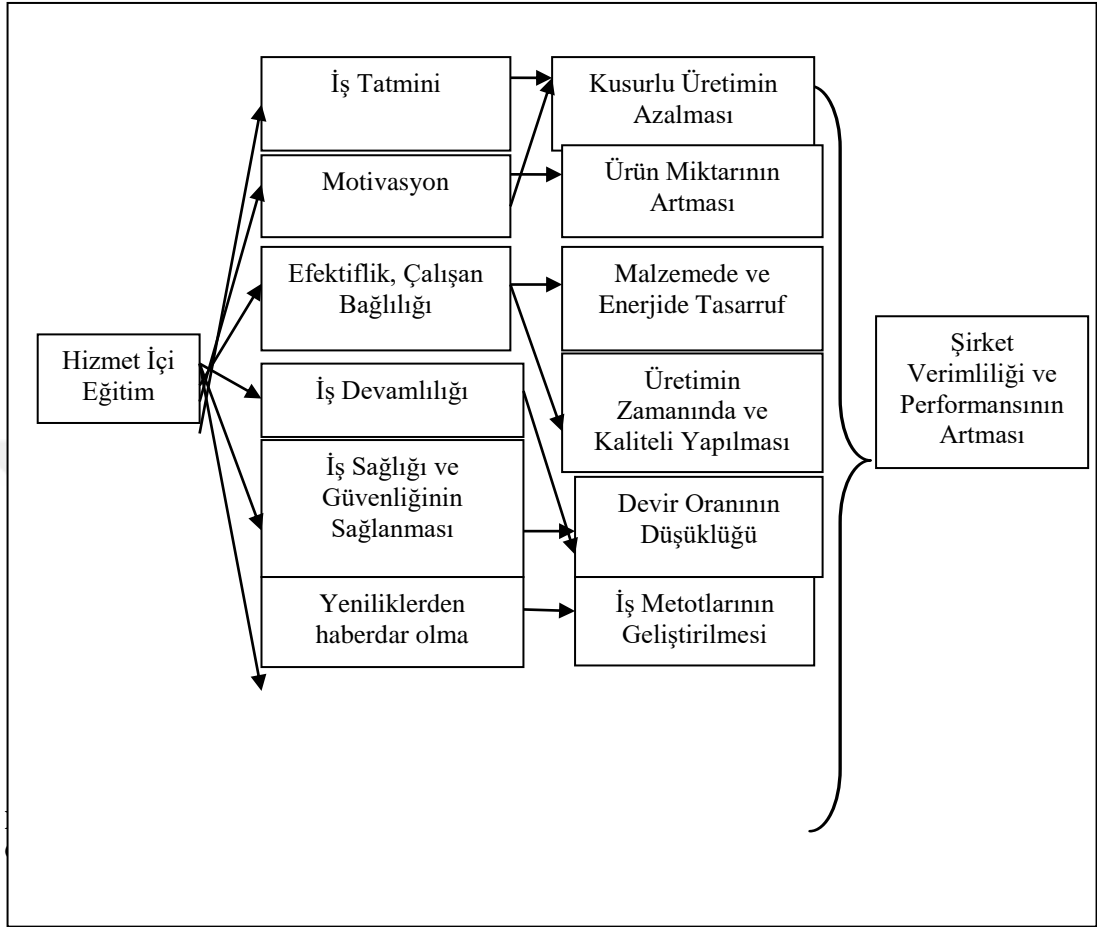 İş Tatmini
Kusurlu Üretimin
Azalması
Motivasyon
Ürün Miktarının
Artması
Efektiflik, Çalışan
Bağlılığı
Malzemede ve
Enerjide Tasarruf
Hizmet İçi
Eğitim
İş Devamlılığı
Üretimin
Zamanında ve
Kaliteli Yapılması
Şirket
Verimliliği ve
Performansının
Artması
İş Sağlığı ve
Güvenliğinin
Sağlanması
Devir Oranının
Düşüklüğü
Yeniliklerden
haberdar olma
İş Metotlarının
Geliştirilmesi